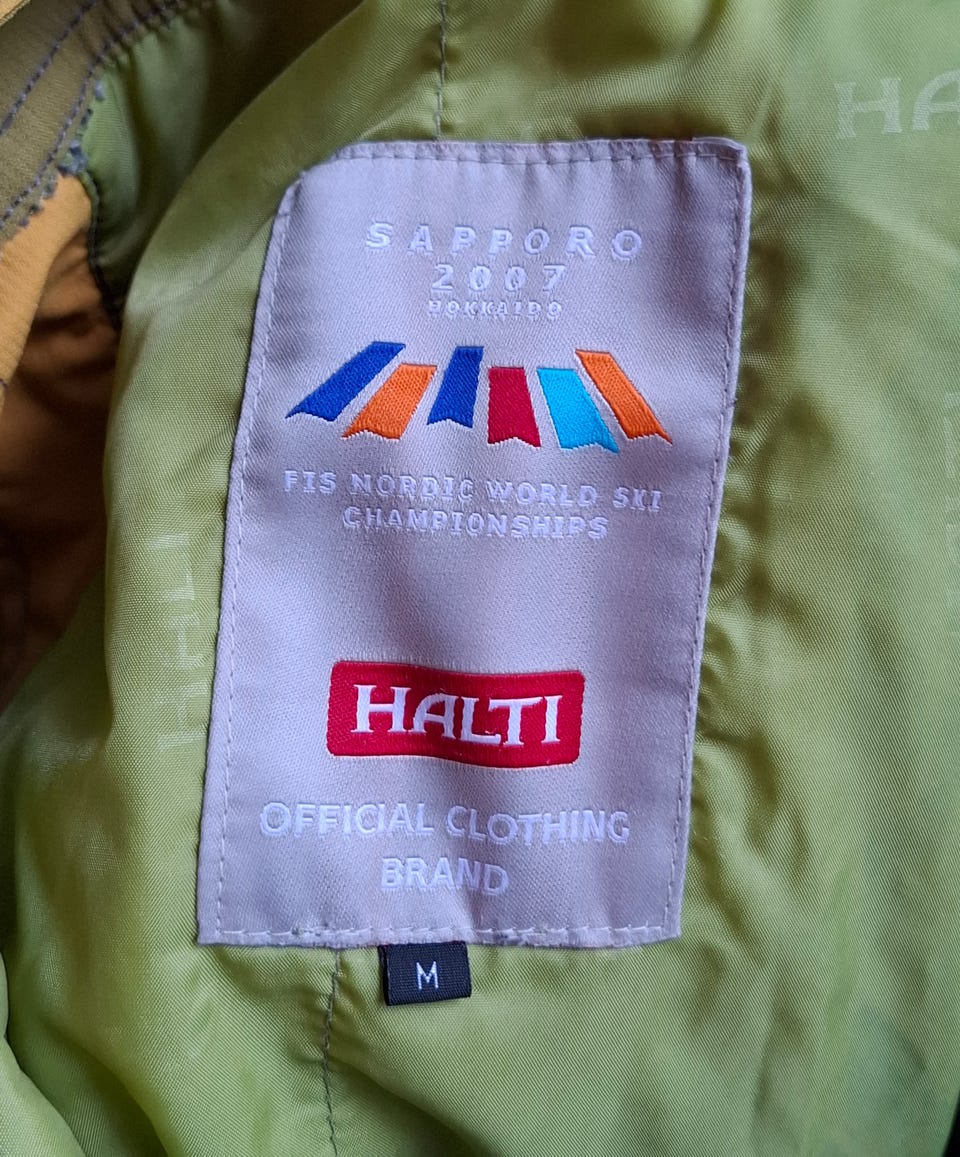 SAPPORO
2007
HOKKAIDO
FIS NORDIC WORLD SKI
CHAMPIONSHIPS
HALTI
OFFICIAL CLOTHING
BRAND
M
HA